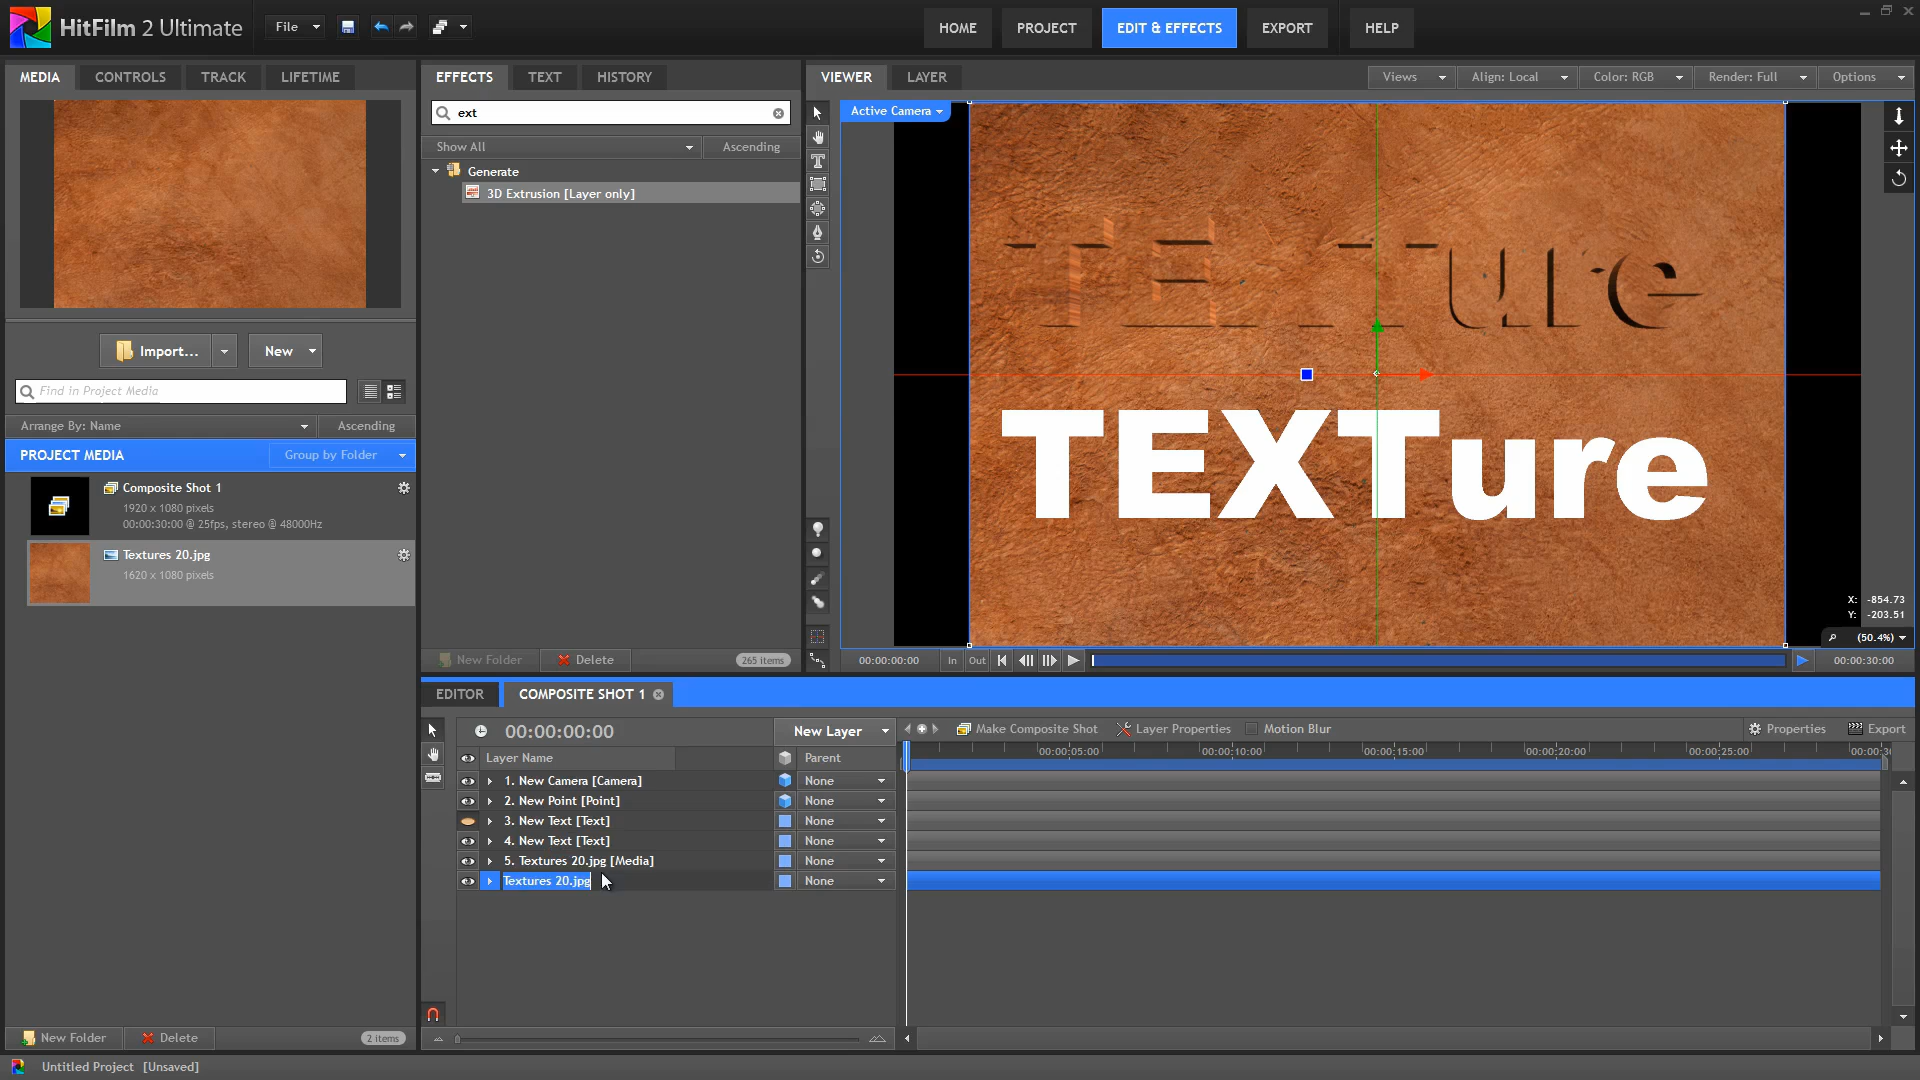 HitFilm 2 Ultimate
File
HOME
PROJECT
EDIT & EFFECTS
EXPORT
HELP
MEDIA
CONTROLS
TRACK
LIFETIME
EFFECTS
TEXT
HISTORY
VIEWER
LAYER
Views
Align: Local
Color: RGB
Render: Full
Options
ext
Show All
Ascending
Generate
3D Extrusion [Layer only]
Active Camera
TEXTure
TEXTure
X: -854.73
Y: -203.51
(50.4%)
Import...
New
Find in Project Media
Arrange By: Name
Ascending
PROJECT MEDIA
Group by Folder
Composite Shot 1
1920 x 1080 pixels
00:00:30:00 @ 25fps, stereo @ 48000Hz
Textures 20.jpg
1620 x 1080 pixels
New Folder
Delete
265 items
00:00:00:00
In
Out
00:00:30:00
EDITOR
COMPOSITE SHOT 1
00:00:00:00
New Layer
Make Composite Shot
Layer Properties
Motion Blur
Properties
Export
Layer Name
Parent
00:00:05:00
00:00:10:00
00:00:15:00
00:00:20:00
00:00:25:00
00:00:3
1. New Camera [Camera]
None
2. New Point [Point]
None
3. New Text [Text]
None
4. New Text [Text]
None
5. Textures 20.jpg [Media]
None
Textures 20.jpg
None
New Folder
Delete
2 items
Untitled Project [Unsaved]